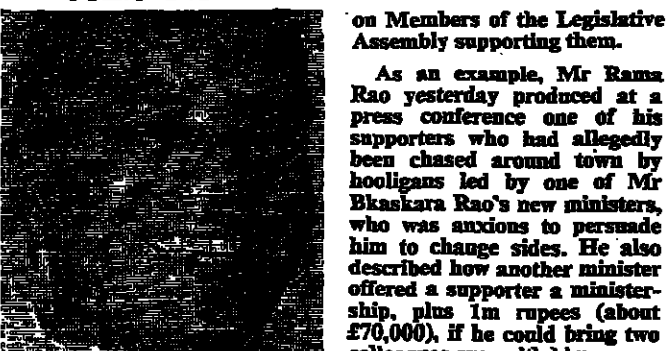 on Members of the Legislative
Assembly supporting them.
As an example, Mr Rama
Rao yesterday produced at a
press conference one of his
supporters who had allegedly
been chased around town by
hooligans led by one of Mr
Bkaskara Rao's new ministers,
who was anxious to persuade
him to change sides. He also
described how another minister
offered a supporter a minister-
ship, plus 1m rupees (about
£70,000), if he could bring two